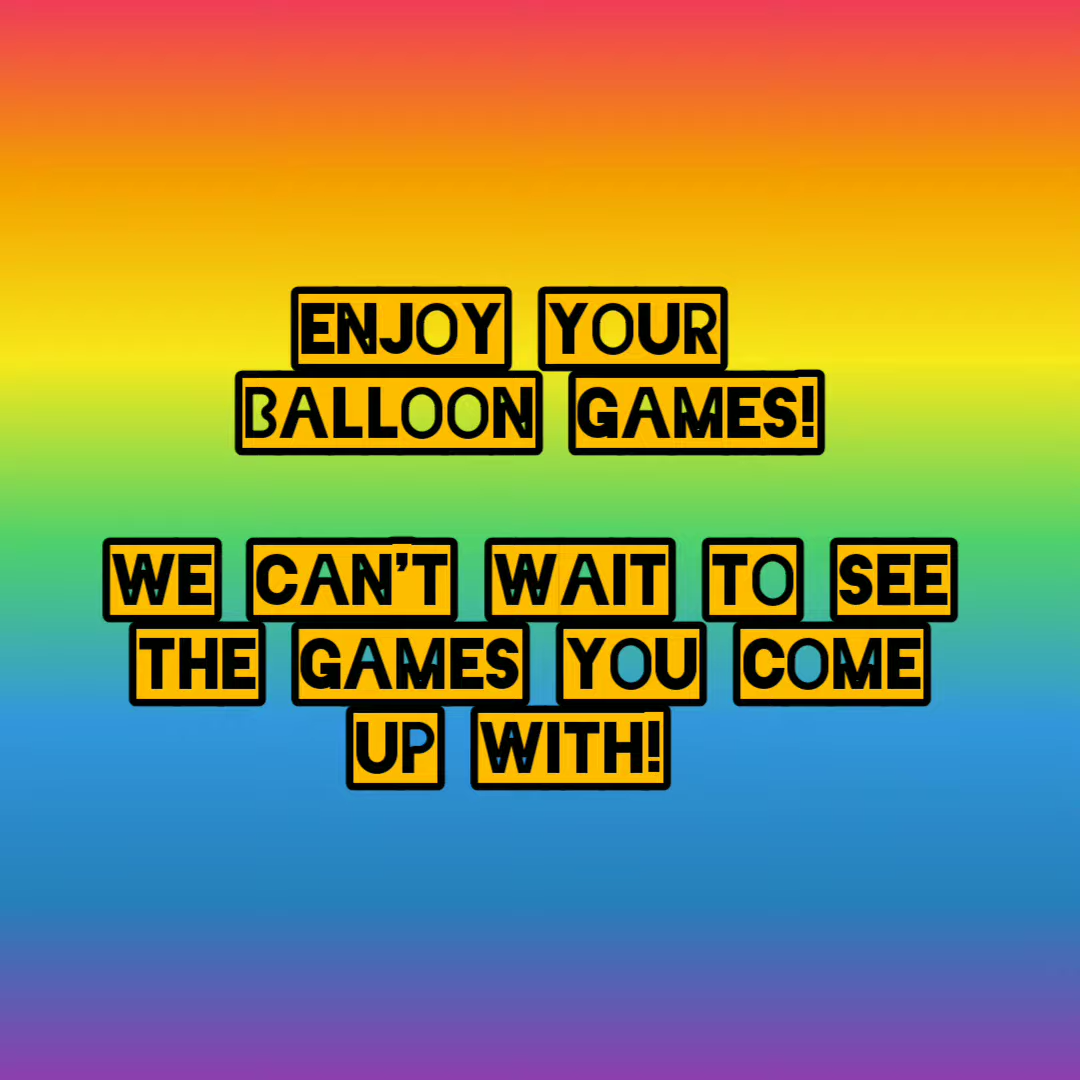 ENJOY YOUR
BALLOON GAMES!
WE CAN'T WAIT TO SEE
THE GAMES YOU COME
UP WITH!